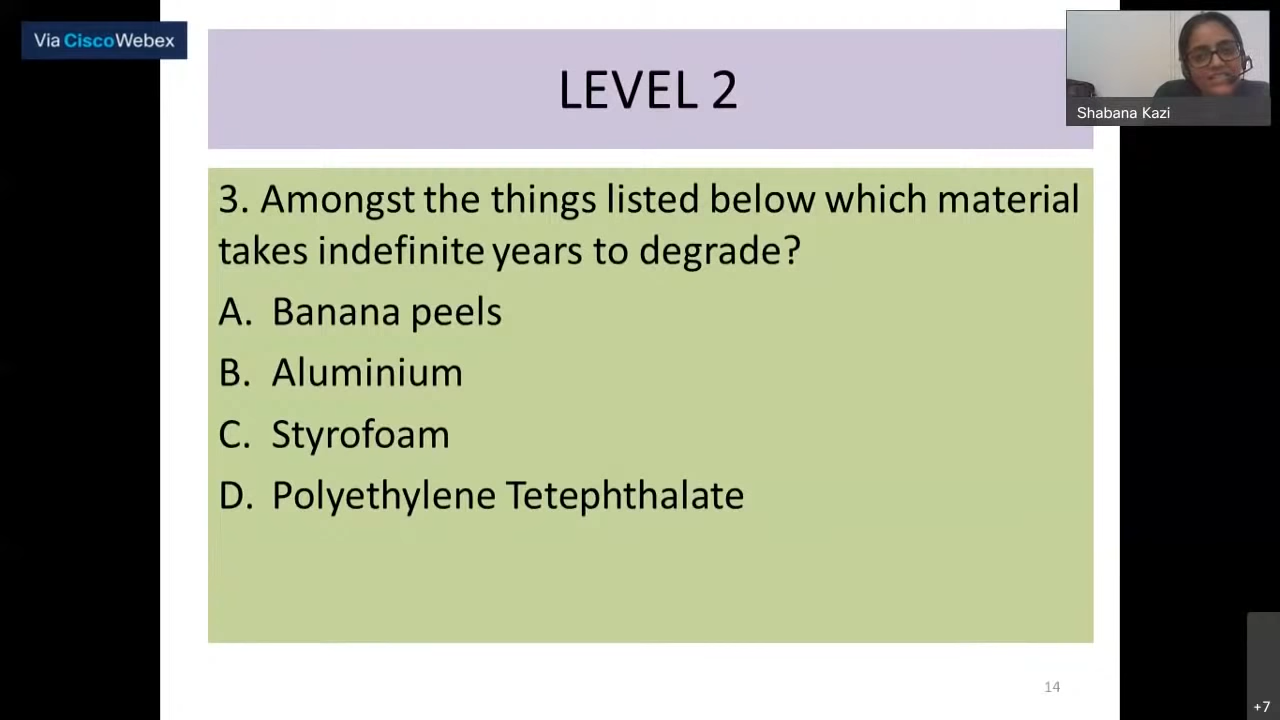 Via CiscoWebex
LEVEL 2
Shabana Kazi
3. Amongst the things listed below which material
takes indefinite years to degrade?
A. Banana peels
B. Aluminium
C. Styrofoam
D. Polyethylene Tetephthalate
14
+7